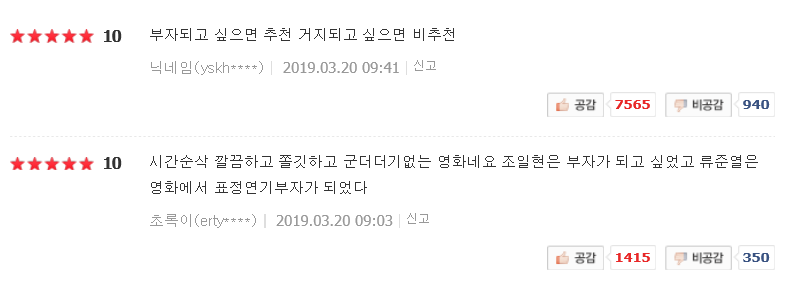 ★★★★★ 10
부자되고 싶으면 추천 거지되고 싶으면 비추천
닉네임(yskh****) | 2019.03.20 09:41 | 신고
공감 7565 비공감 940
★★★★★ 10
시간순삭 깔끔하고 쫄깃하고 군더더기없는 영화네요 조일현은 부자가 되고 싶었고 류준열은
영화에서 표정연기부자가 되었다
초록이(erty****) | 2019.03.20 09:03 | 신고
공감 1415 비공감 350